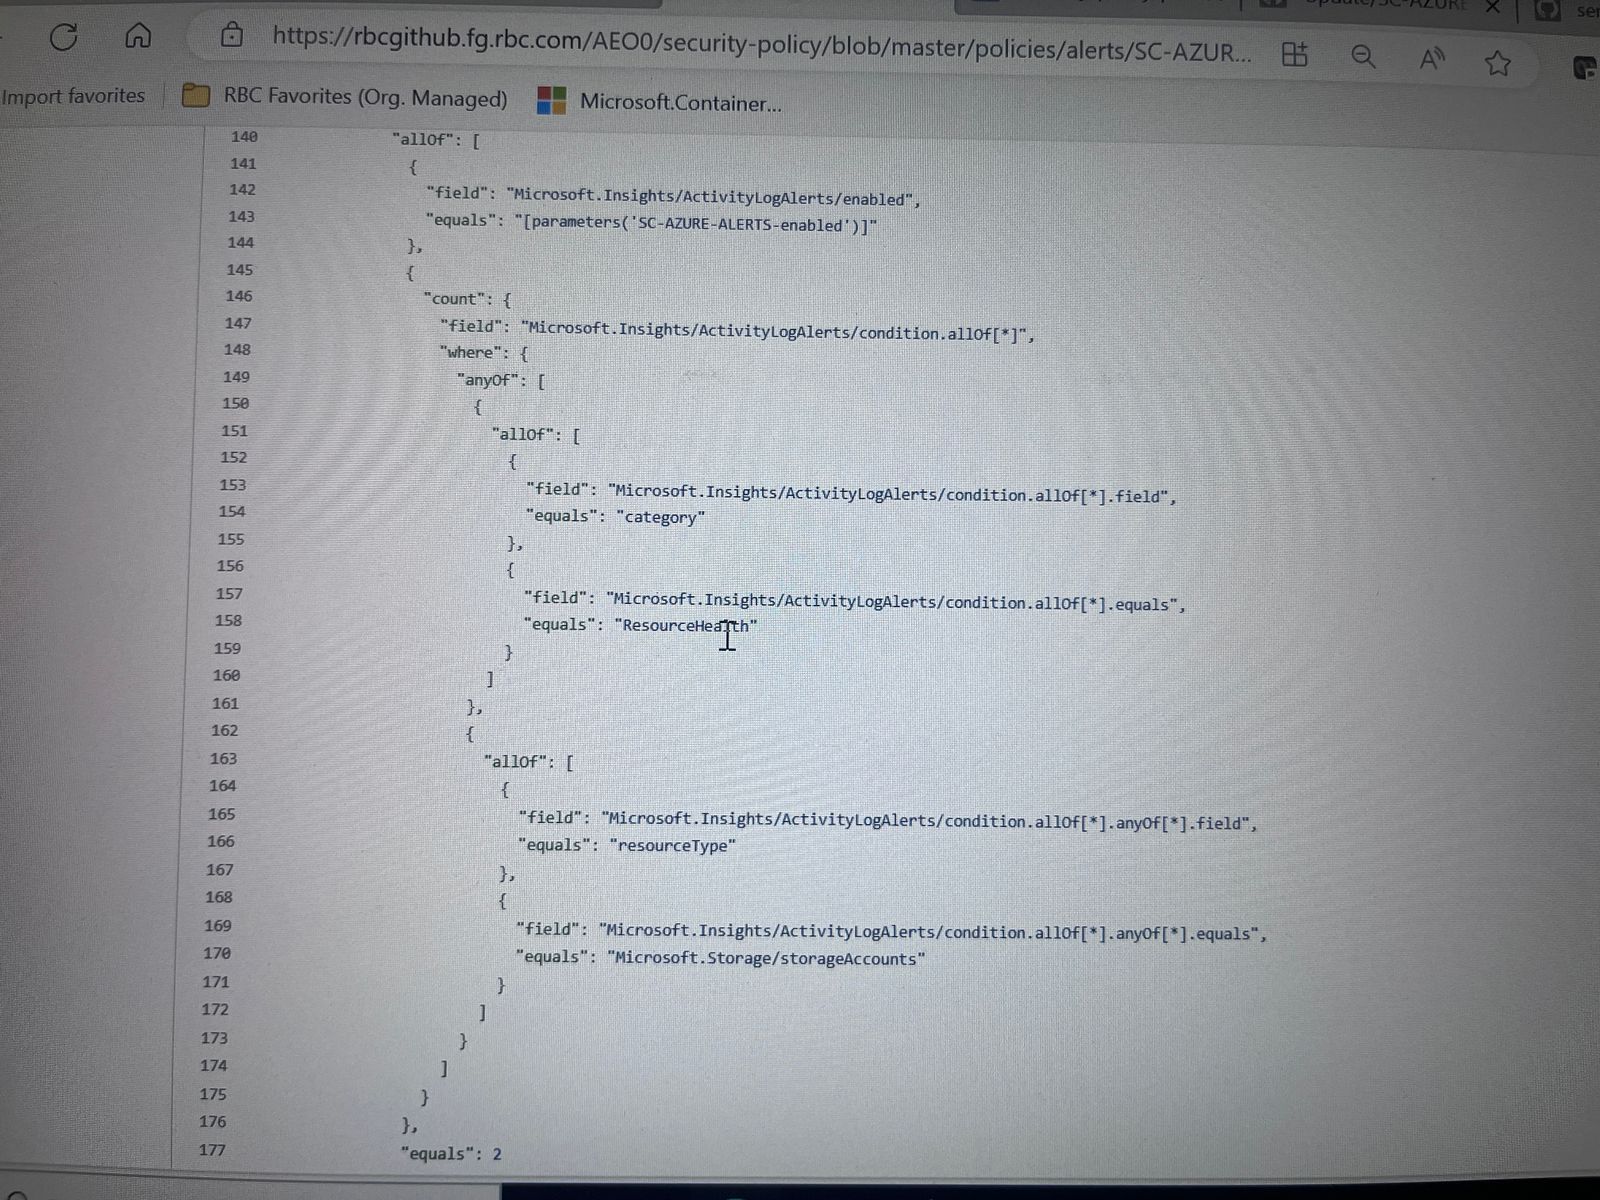 https://rbcgithub.fg.rbc.com/AEO0/security-policy/blob/master/policies/alerts/SC-AZUR...
Import favorites
RBC Favorites (Org. Managed)
Microsoft.Container...
140 "allOf": [
141 {
142 "field": "Microsoft.Insights/ActivityLogAlerts/enabled",
143 "equals": "[parameters('SC-AZURE-ALERTS-enabled')]"
144 },
145 {
146 "count": {
147 "field": "Microsoft.Insights/ActivityLogAlerts/condition.allOf[*]",
148 "where": {
149 "anyOf": [
150 {
151 "allOf": [
152 {
153 "field": "Microsoft.Insights/ActivityLogAlerts/condition.allOf[*].field",
154 "equals": "category"
155 },
156 {
157 "field": "Microsoft.Insights/ActivityLogAlerts/condition.allOf[*].equals",
158 "equals": "ResourceHealth"
159 }
160 ]
161 },
162 {
163 "allOf": [
164 {
165 "field": "Microsoft.Insights/ActivityLogAlerts/condition.allOf[*].anyOf[*].field",
166 "equals": "resourceType"
167 },
168 {
169 "field": "Microsoft.Insights/ActivityLogAlerts/condition.allOf[*].anyOf[*].equals",
170 "equals": "Microsoft.Storage/storageAccounts"
171 }
172 ]
173 }
174 ]
175 }
176 },
177 "equals": 2